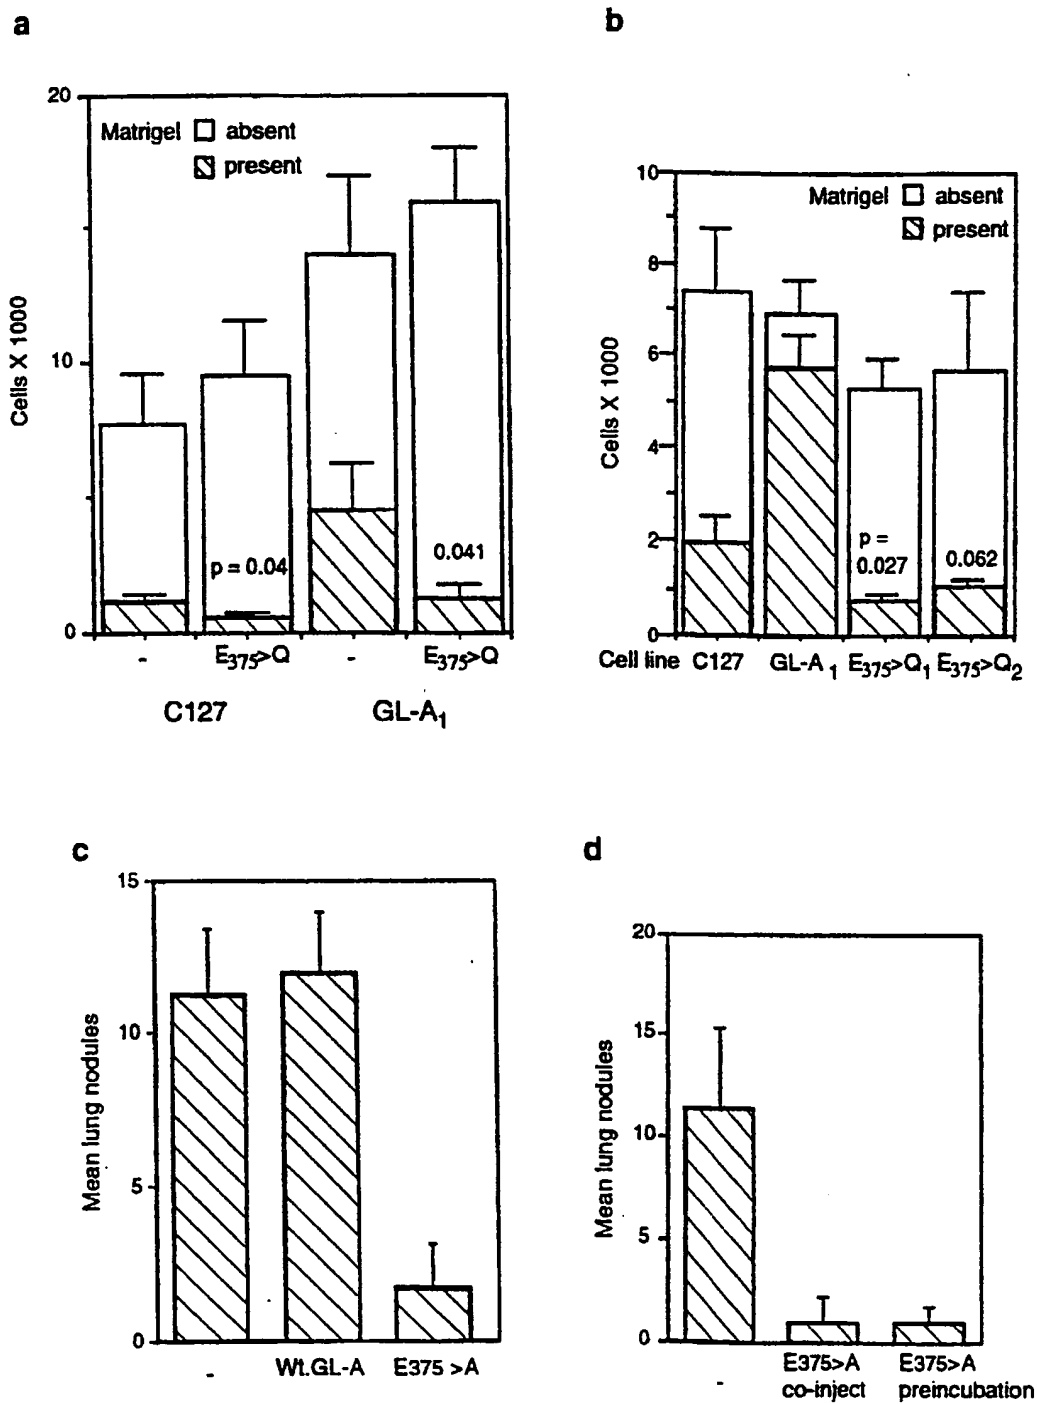 a
20
10
0
Cells X 1000
Matrigel absent
present
p = 0.04
0.041
- E375>Q - E375>Q
C127 GL-A1
b
10
8
6
4
2
0
Cells X 1000
Matrigel absent
present
p =
0.027
0.062
Cell line C127 GL-A1 E375>Q1 E375>Q2
c
15
10
5
0
Mean lung nodules
- Wt.GL-A E375 >A
d
20
15
10
5
0
Mean lung nodules
- E375>A E375>A
co-inject preincubation